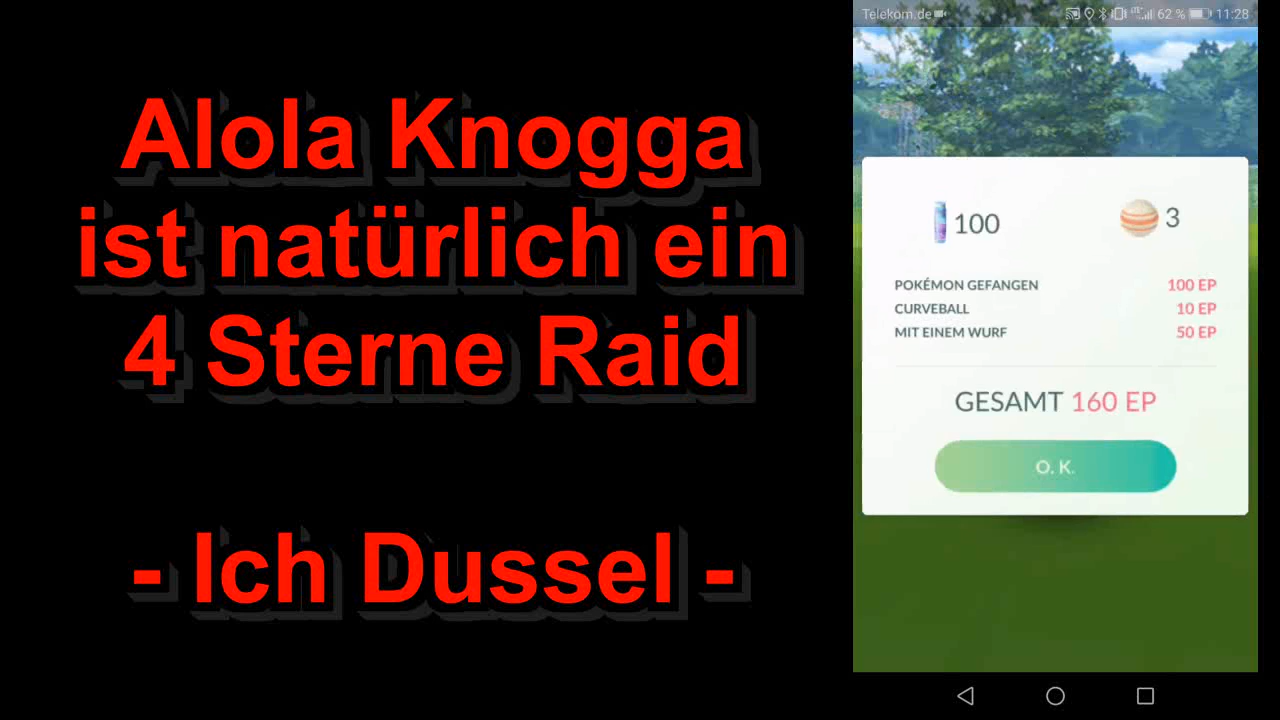 Alola Knogga
ist natürlich ein
4 Sterne Raid
- Ich Dussel -
Telekom.de 62 % 11:28
100 3
POKÉMON GEFANGEN 100 EP
CURVEBALL 10 EP
MIT EINEM WURF 50 EP
GESAMT 160 EP
O. K.